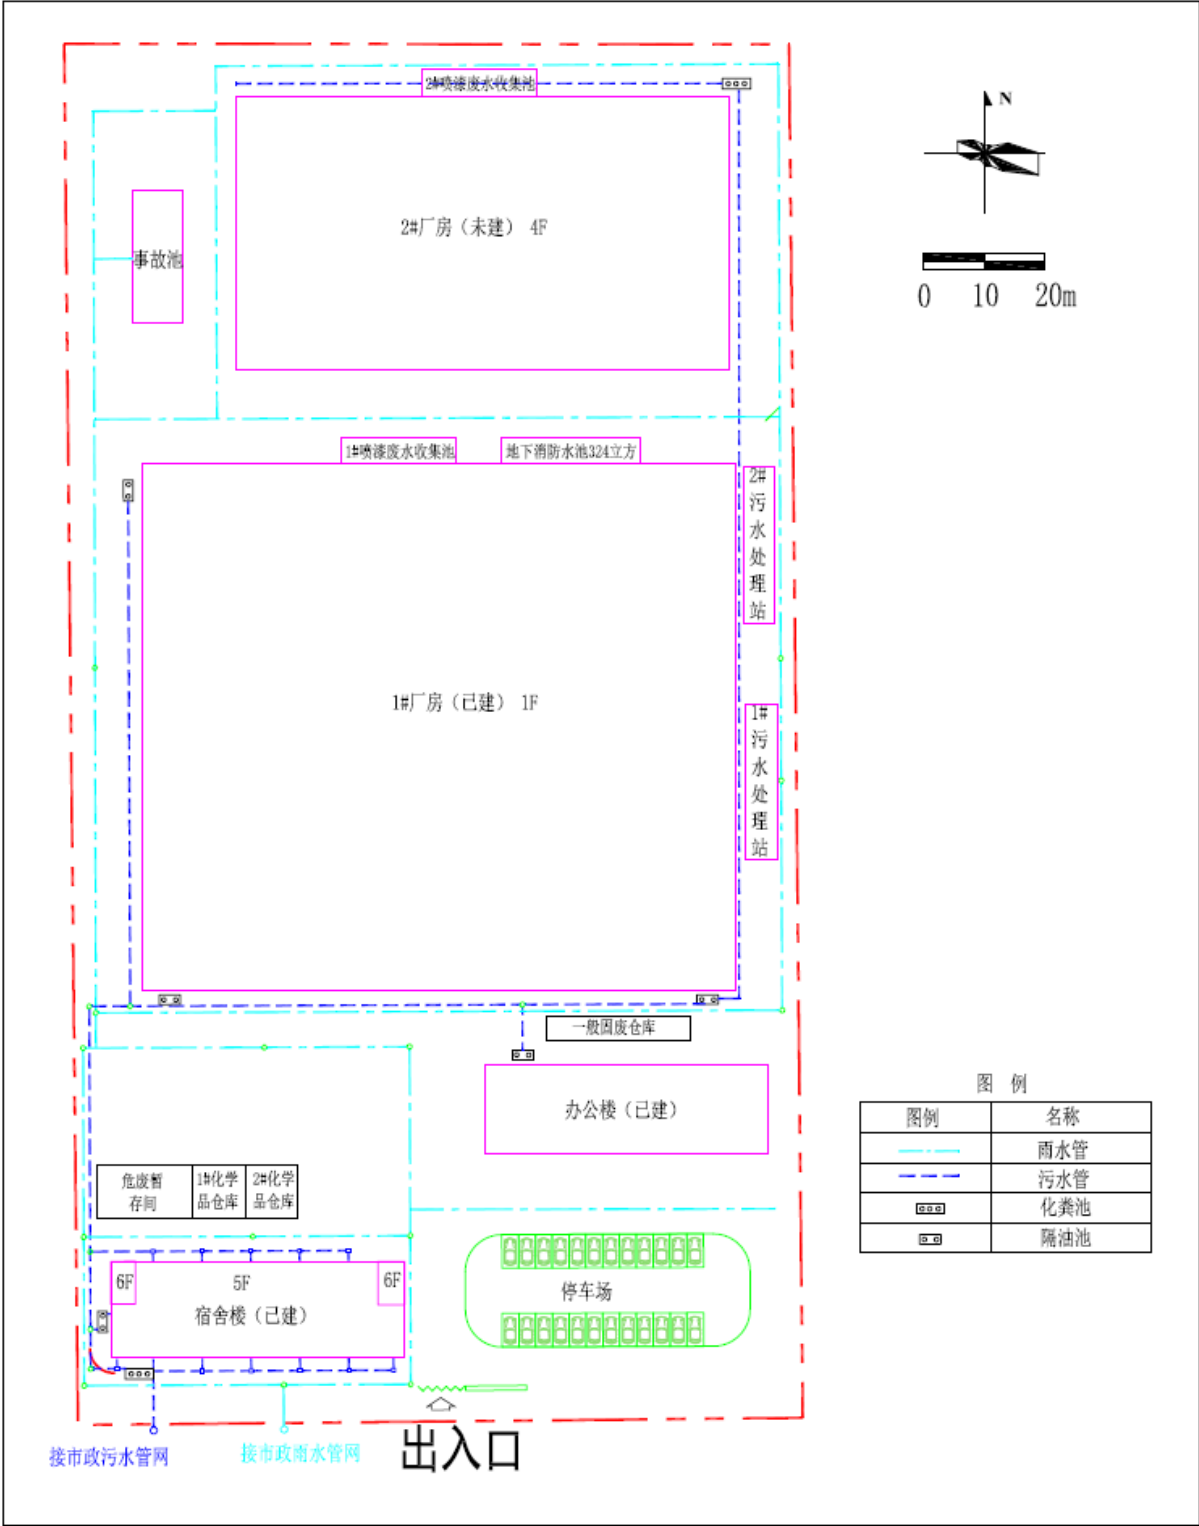 2#喷漆废水收集池
N
2#厂房（未建） 4F
事故池
0 10 20m
1#喷漆废水收集池
地下消防水池324立方
2#污水处理站
1#厂房（已建） 1F
1#污水处理站
一般固废仓库
办公楼（已建）
图 例
图例 名称
雨水管
污水管
化粪池
隔油池
危废暂
存间
1#化学
品仓库
2#化学
品仓库
6F
5F
6F
宿舍楼（已建）
停车场
接市政污水管网
接市政雨水管网
出入口